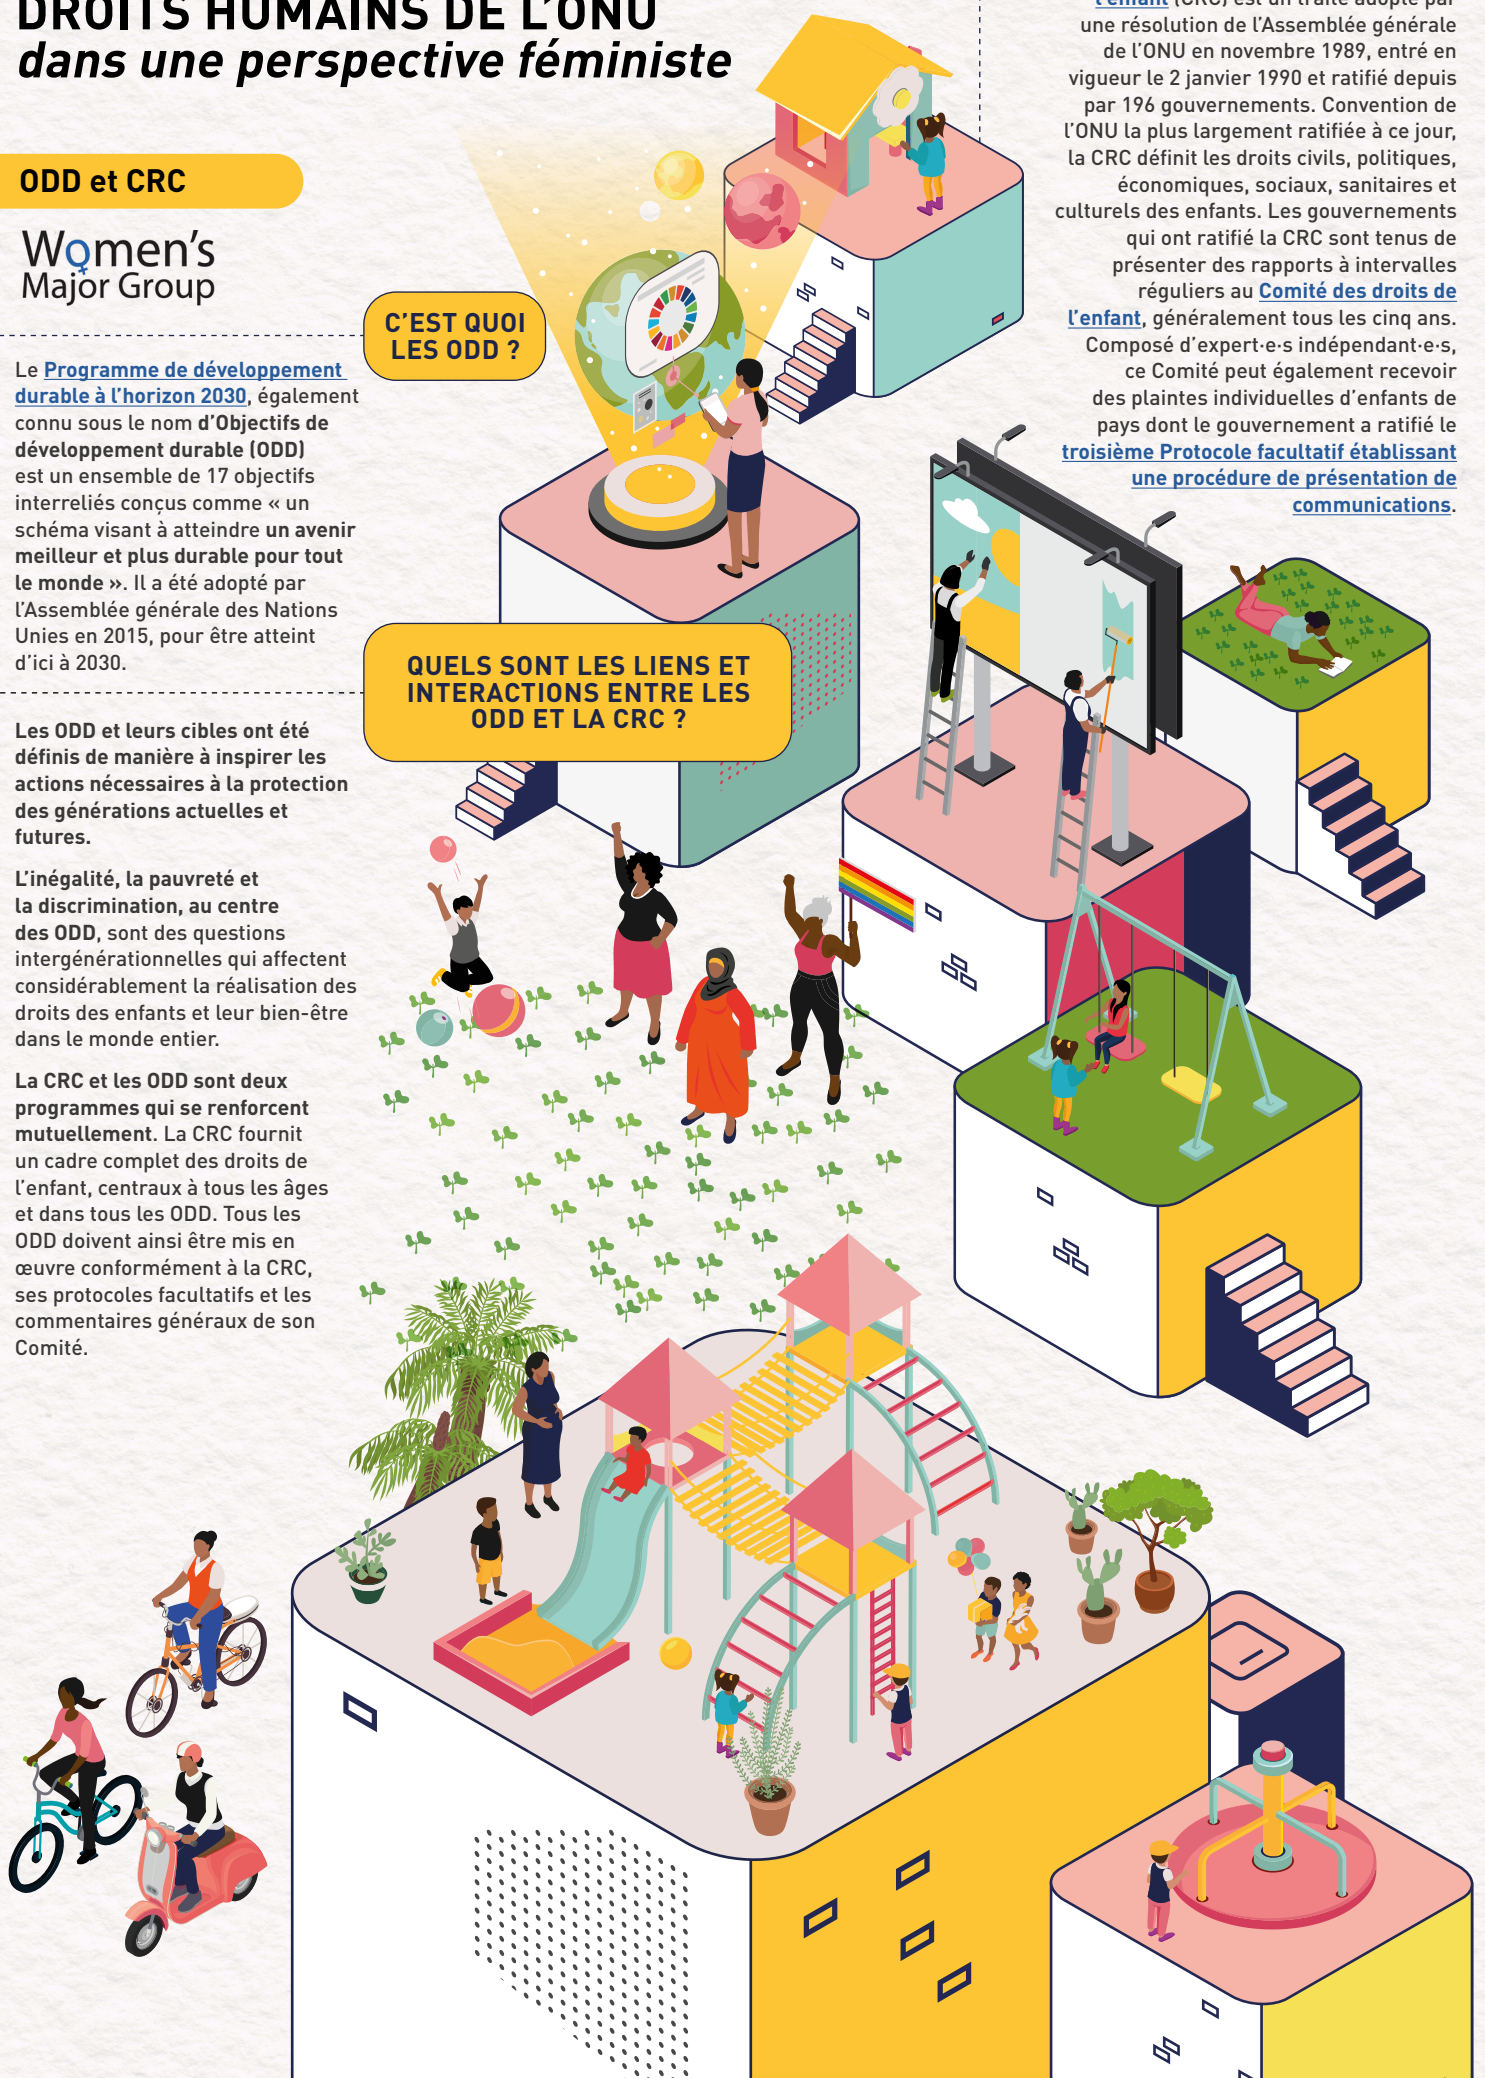 DROITS HUMAINS DE L'ONU
dans une perspective féministe
ODD et CRC
Women's
Major Group
C'EST QUOI
LES ODD ?
Le Programme de développement
durable à l'horizon 2030, également
connu sous le nom d'Objectifs de
développement durable (ODD)
est un ensemble de 17 objectifs
interreliés conçus comme « un
schéma visant à atteindre un avenir
meilleur et plus durable pour tout
le monde ». Il a été adopté par
l'Assemblée générale des Nations
Unies en 2015, pour être atteint
d'ici à 2030.
l'enfant (CRC) est un traité adopté par
une résolution de l'Assemblée générale
de l'ONU en novembre 1989, entré en
vigueur le 2 janvier 1990 et ratifié depuis
par 196 gouvernements. Convention de
l'ONU la plus largement ratifiée à ce jour,
la CRC définit les droits civils, politiques,
économiques, sociaux, sanitaires et
culturels des enfants. Les gouvernements
qui ont ratifié la CRC sont tenus de
présenter des rapports à intervalles
réguliers au Comité des droits de
l'enfant, généralement tous les cinq ans.
Composé d'expert·e·s indépendant·e·s,
ce Comité peut également recevoir
des plaintes individuelles d'enfants de
pays dont le gouvernement a ratifié le
troisième Protocole facultatif établissant
une procédure de présentation de
communications.
QUELS SONT LES LIENS ET
INTERACTIONS ENTRE LES
ODD ET LA CRC ?
Les ODD et leurs cibles ont été
définis de manière à inspirer les
actions nécessaires à la protection
des générations actuelles et
futures.
L'inégalité, la pauvreté et
la discrimination, au centre
des ODD, sont des questions
intergénérationnelles qui affectent
considérablement la réalisation des
droits des enfants et leur bien-être
dans le monde entier.
La CRC et les ODD sont deux
programmes qui se renforcent
mutuellement. La CRC fournit
un cadre complet des droits de
l'enfant, centraux à tous les âges
et dans tous les ODD. Tous les
ODD doivent ainsi être mis en
œuvre conformément à la CRC,
ses protocoles facultatifs et les
commentaires généraux de son
Comité.